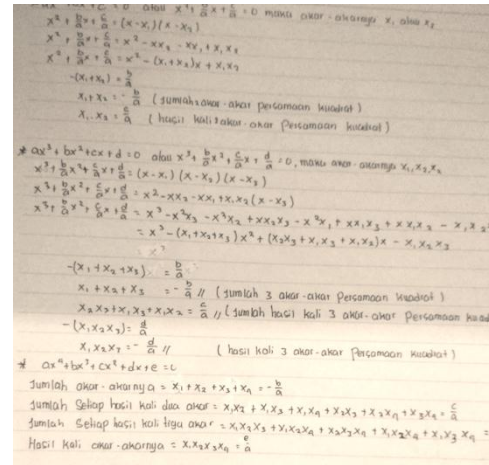 = 0 atau x² + b/a x + c/a = 0 maka akar-akarnya x₁ atau x₂
x² + b/a x + c/a = (x - x₁)(x - x₂)
x² + b/a x + c/a = x² - xx₂ - xx₁ + x₁x₂
x² + b/a x + c/a = x² - (x₁+x₂)x + x₁x₂
-(x₁+x₂) = b/a
x₁ + x₂ = - b/a (Jumlah 2 akar-akar persamaan kuadrat)
x₁ . x₂ = c/a (hasil kali 2 akar-akar Persamaan kuadrat)
* ax³ + bx² + cx + d = 0 atau x³ + b/a x² + c/a x + d/a = 0, maka akar-akarnya x₁, x₂, x₃
x³ + b/a x² + c/a x + d/a = (x - x₁)(x - x₂)(x - x₃)
x³ + b/a x² + c/a x + d/a = x² - xx₂ - xx₁ + x₁x₂ (x - x₃)
x³ + b/a x² + c/a x + d/a = x³ - x²x₃ - x²x₂ + xx₂x₃ - x²x₁ + xx₁x₃ + xx₁x₂ - x₁x₂
= x³ - (x₁+x₂+x₃)x² + (x₂x₃ + x₁x₃ + x₁x₂)x - x₁x₂x₃
-(x₁+x₂+x₃) = b/a
x₁ + x₂ + x₃ = - b/a // (Jumlah 3 akar-akar Persamaan kuadrat)
x₂x₃ + x₁x₃ + x₁x₂ = c/a // (Jumlah hasil kali 3 akar-akar Persamaan
-(x₁x₂x₃) = d/a
x₁x₂x₃ = - d/a // (hasil kali 3 akar-akar Persamaan kuadrat)
* ax⁴ + bx³ + cx² + dx + e = 0
Jumlah akar-akarnya = x₁ + x₂ + x₃ + x₄ = - b/a
Jumlah Setiap hasil kali dua akar = x₁x₂ + x₁x₃ + x₁x₄ + x₂x₃ + x₂x₄ + x₃x₄ = c/a
Jumlah Setiap hasil kali tiga akar = x₁x₂x₃ + x₁x₂x₄ + x₂x₃x₄ + x₁x₂x₄ + x₁x₃x₄ =
Hasil kali akar-akarnya = x₁x₂x₃x₄ = e/a